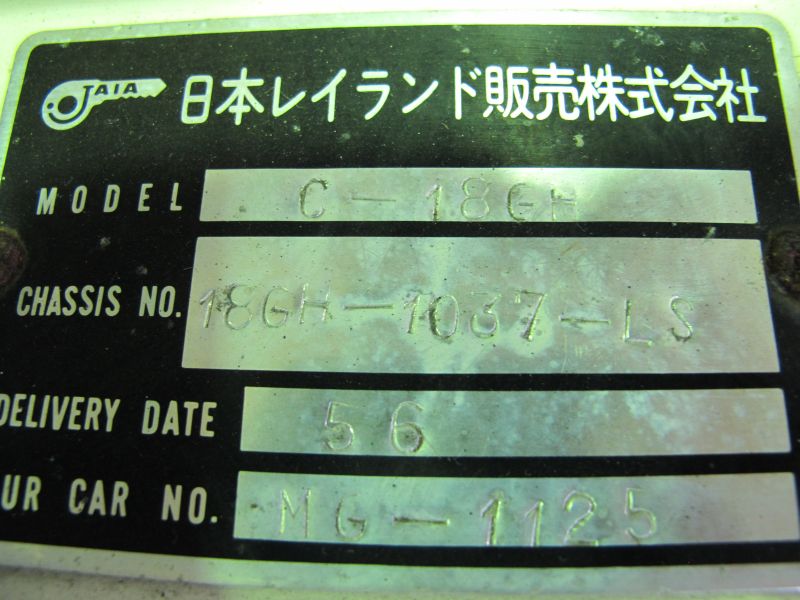 JAIA 日本レイランド販売株式会社
MODEL C-18GH
CHASSIS NO. 18GH-1037-LS
DELIVERY DATE 56
UR CAR NO. MG-1125